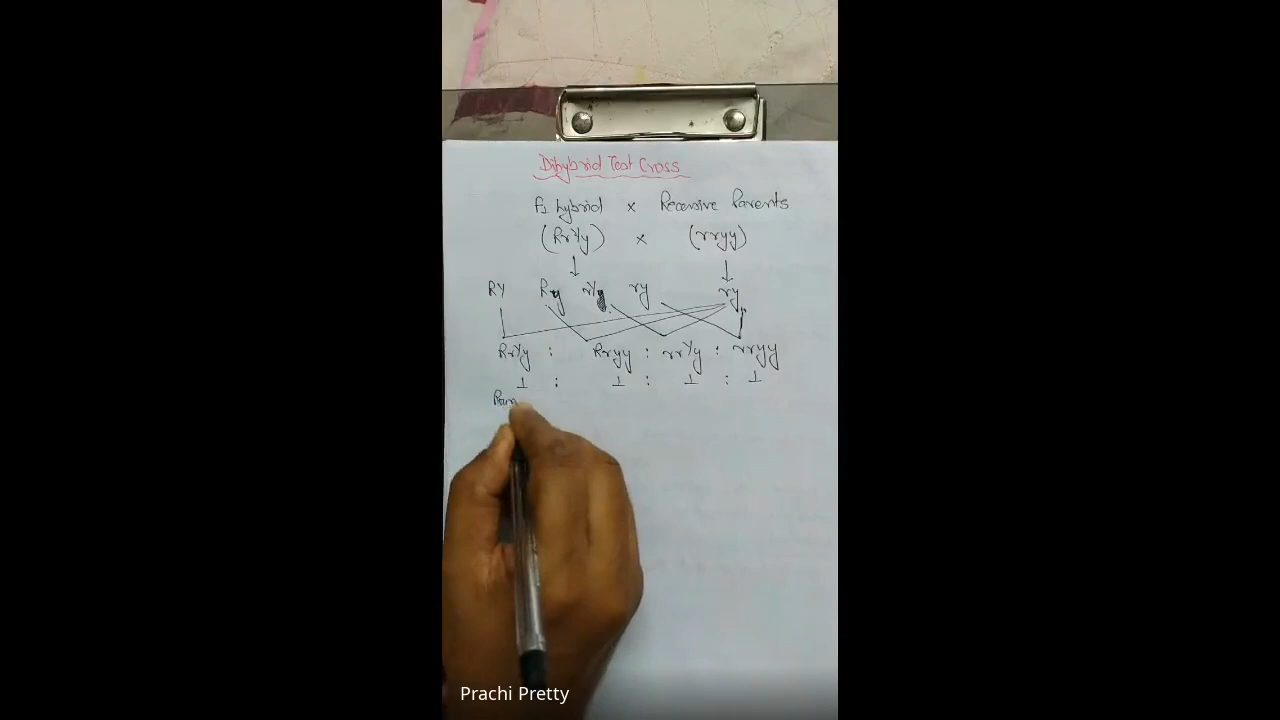 Dihybrid Test Cross
F1 hybrid × Recessive Parents
(RrYy) × (rryy)
RY Ry rY ry ry
RrYy : Rryy : rrYy : rryy
1 : 1 : 1 : 1
Prachi Pretty